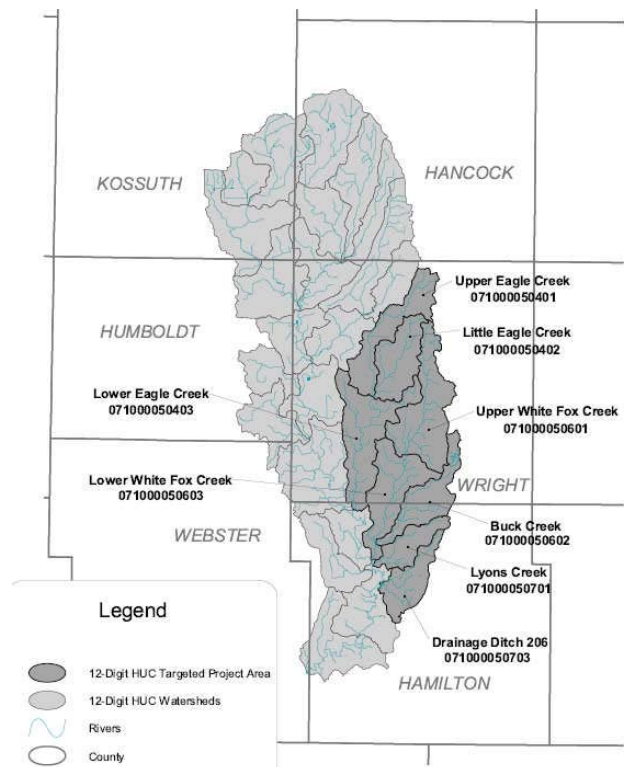 KOSSUTH
HANCOCK
Upper Eagle Creek
071000050401
HUMBOLDT
Little Eagle Creek
071000050402
Lower Eagle Creek
071000050403
Upper White Fox Creek
071000050601
Lower White Fox Creek
071000050603
WRIGHT
WEBSTER
Buck Creek
071000050602
Lyons Creek
071000050701
Drainage Ditch 206
071000050703
HAMILTON
Legend
12-Digit HUC Targeted Project Area
12-Digit HUC Watersheds
Rivers
County